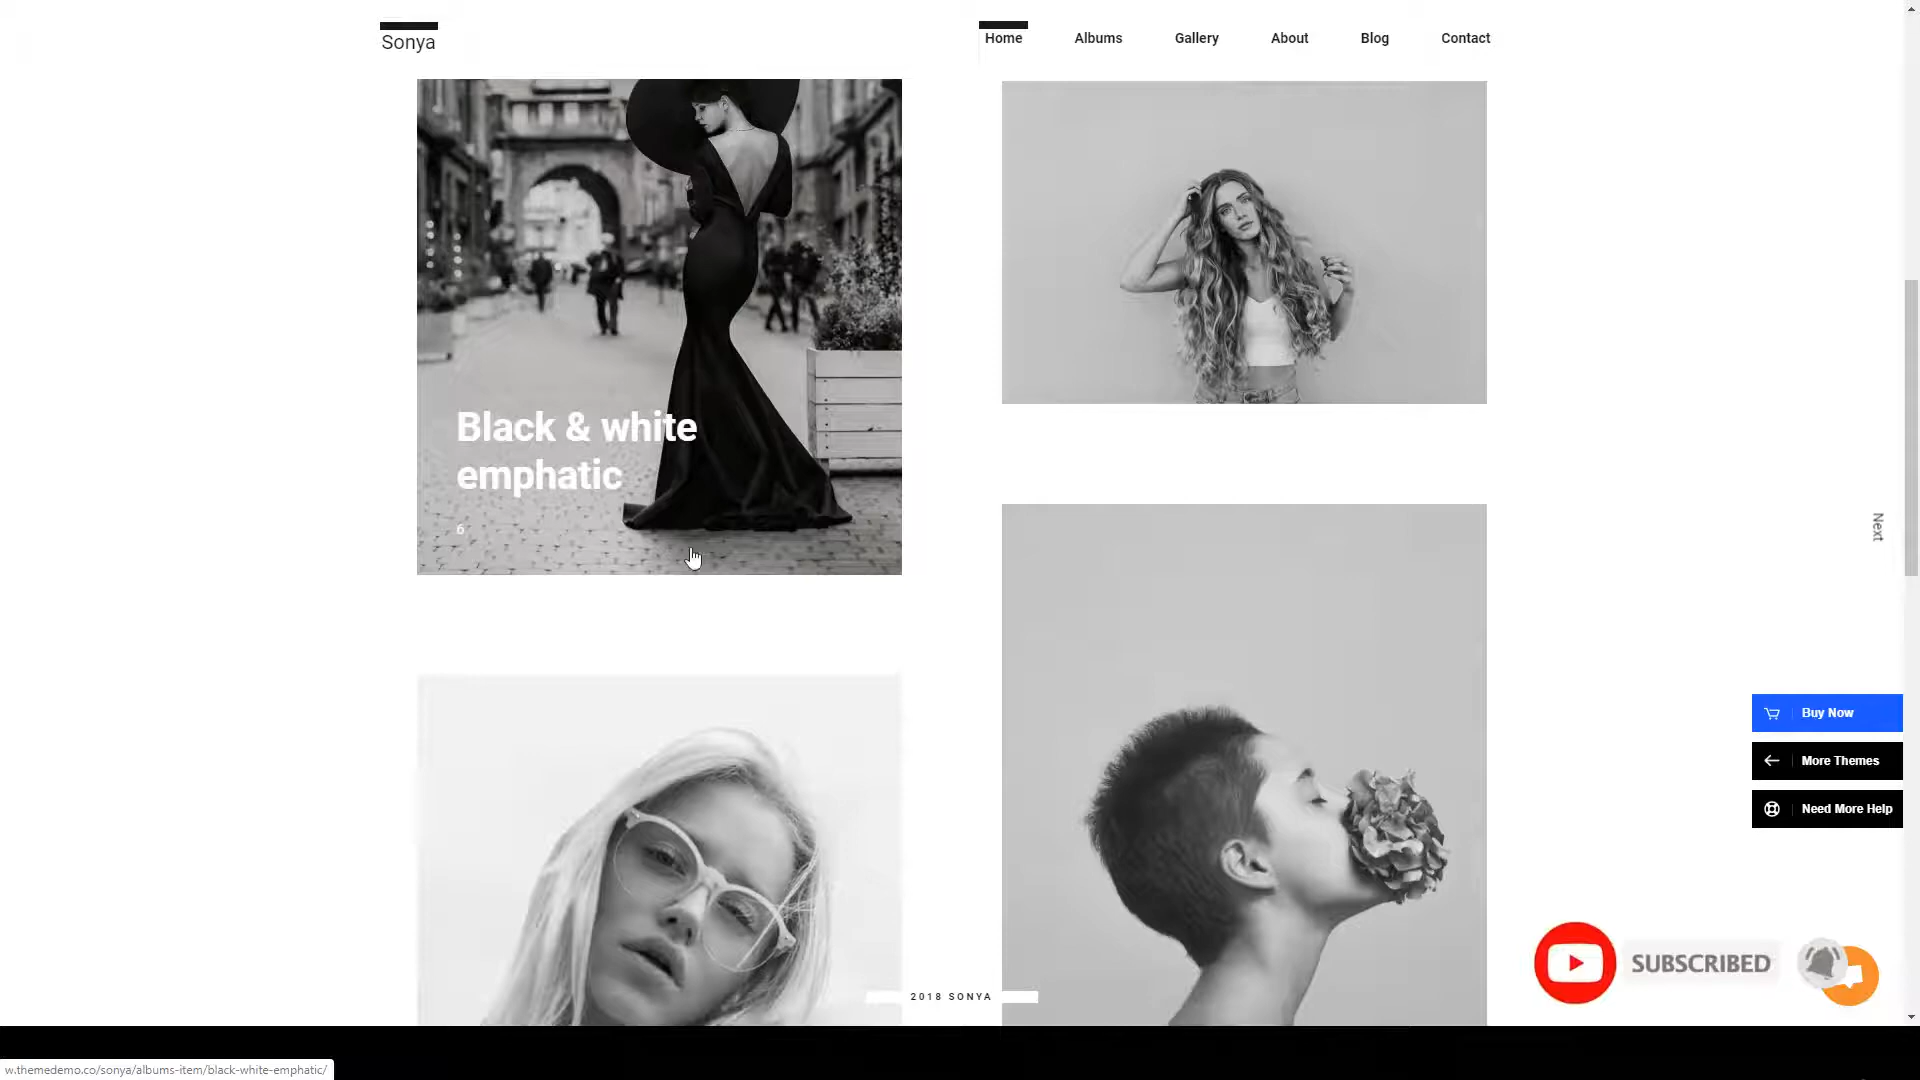 Sonya
Home
Albums
Gallery
About
Blog
Contact
Black & white
emphatic
6
Next
Buy Now
More Themes
Need More Help
SUBSCRIBED
2018 SONYA
w.themedemo.co/sonya/albums-item/black-white-emphatic/